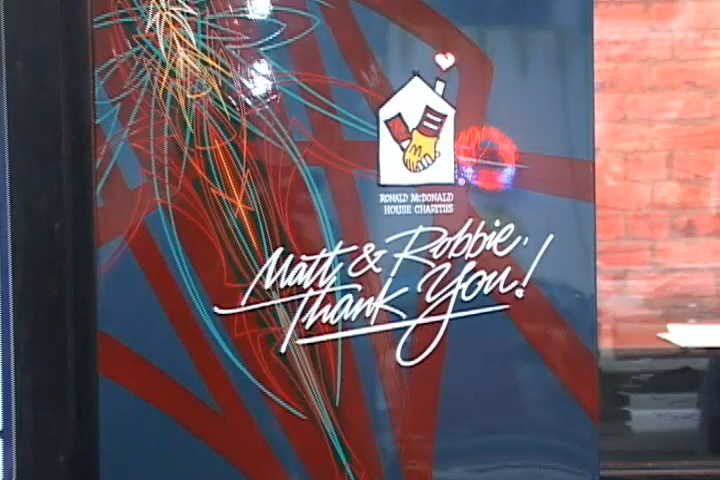 RONALD McDONALD
HOUSE CHARITIES
Matt & Robbie,
Thank You!